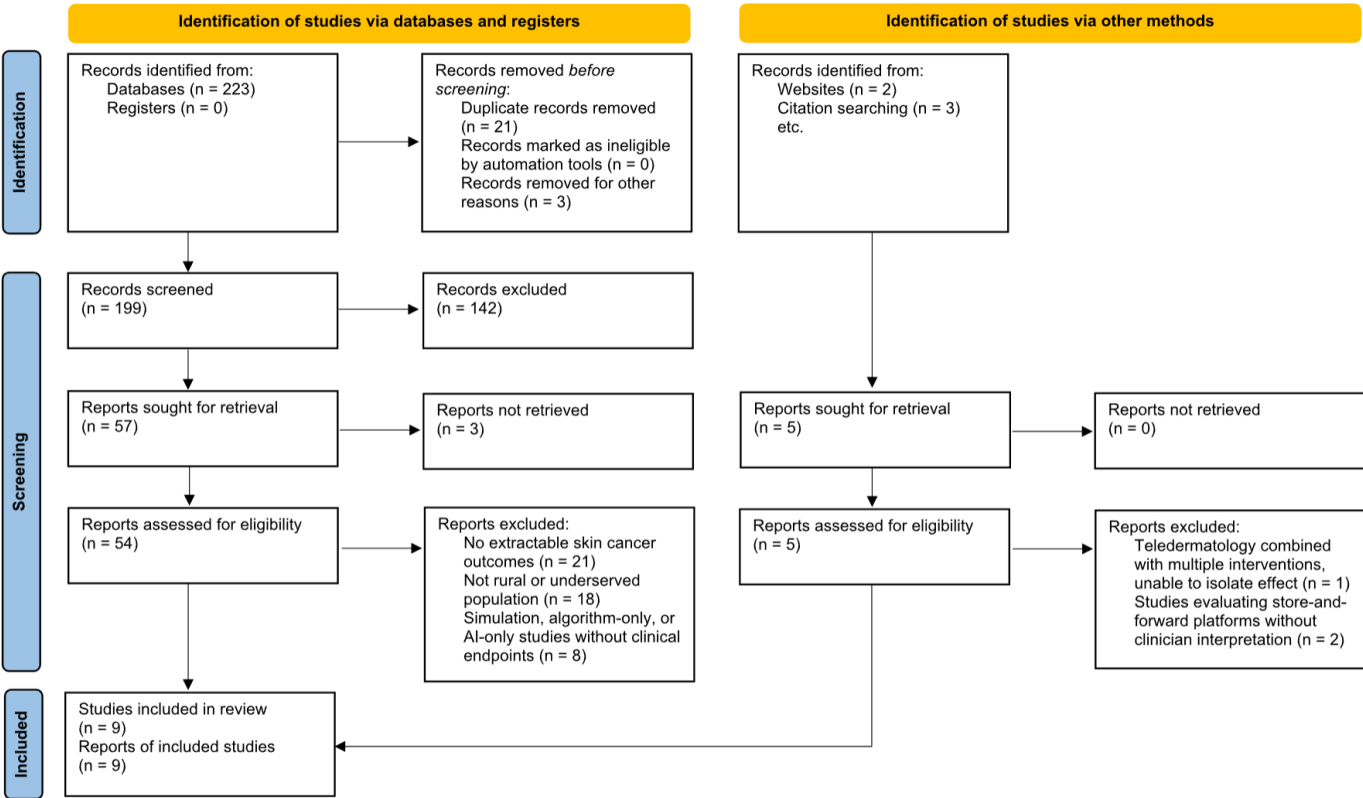 Identification of studies via databases and registers
Identification of studies via other methods
Identification
Records identified from:
Databases (n = 223)
Registers (n = 0)
Records removed before
screening:
Duplicate records removed
(n = 21)
Records marked as ineligible
by automation tools (n = 0)
Records removed for other
reasons (n = 3)
Records identified from:
Websites (n = 2)
Citation searching (n = 3)
etc.
Screening
Records screened
(n = 199)
Records excluded
(n = 142)
Reports sought for retrieval
(n = 57)
Reports not retrieved
(n = 3)
Reports sought for retrieval
(n = 5)
Reports not retrieved
(n = 0)
Reports assessed for eligibility
(n = 54)
Reports excluded:
No extractable skin cancer
outcomes (n = 21)
Not rural or underserved
population (n = 18)
Simulation, algorithm-only, or
AI-only studies without clinical
endpoints (n = 8)
Reports assessed for eligibility
(n = 5)
Reports excluded:
Teledermatology combined
with multiple interventions,
unable to isolate effect (n = 1)
Studies evaluating store-and-
forward platforms without
clinician interpretation (n = 2)
Included
Studies included in review
(n = 9)
Reports of included studies
(n = 9)